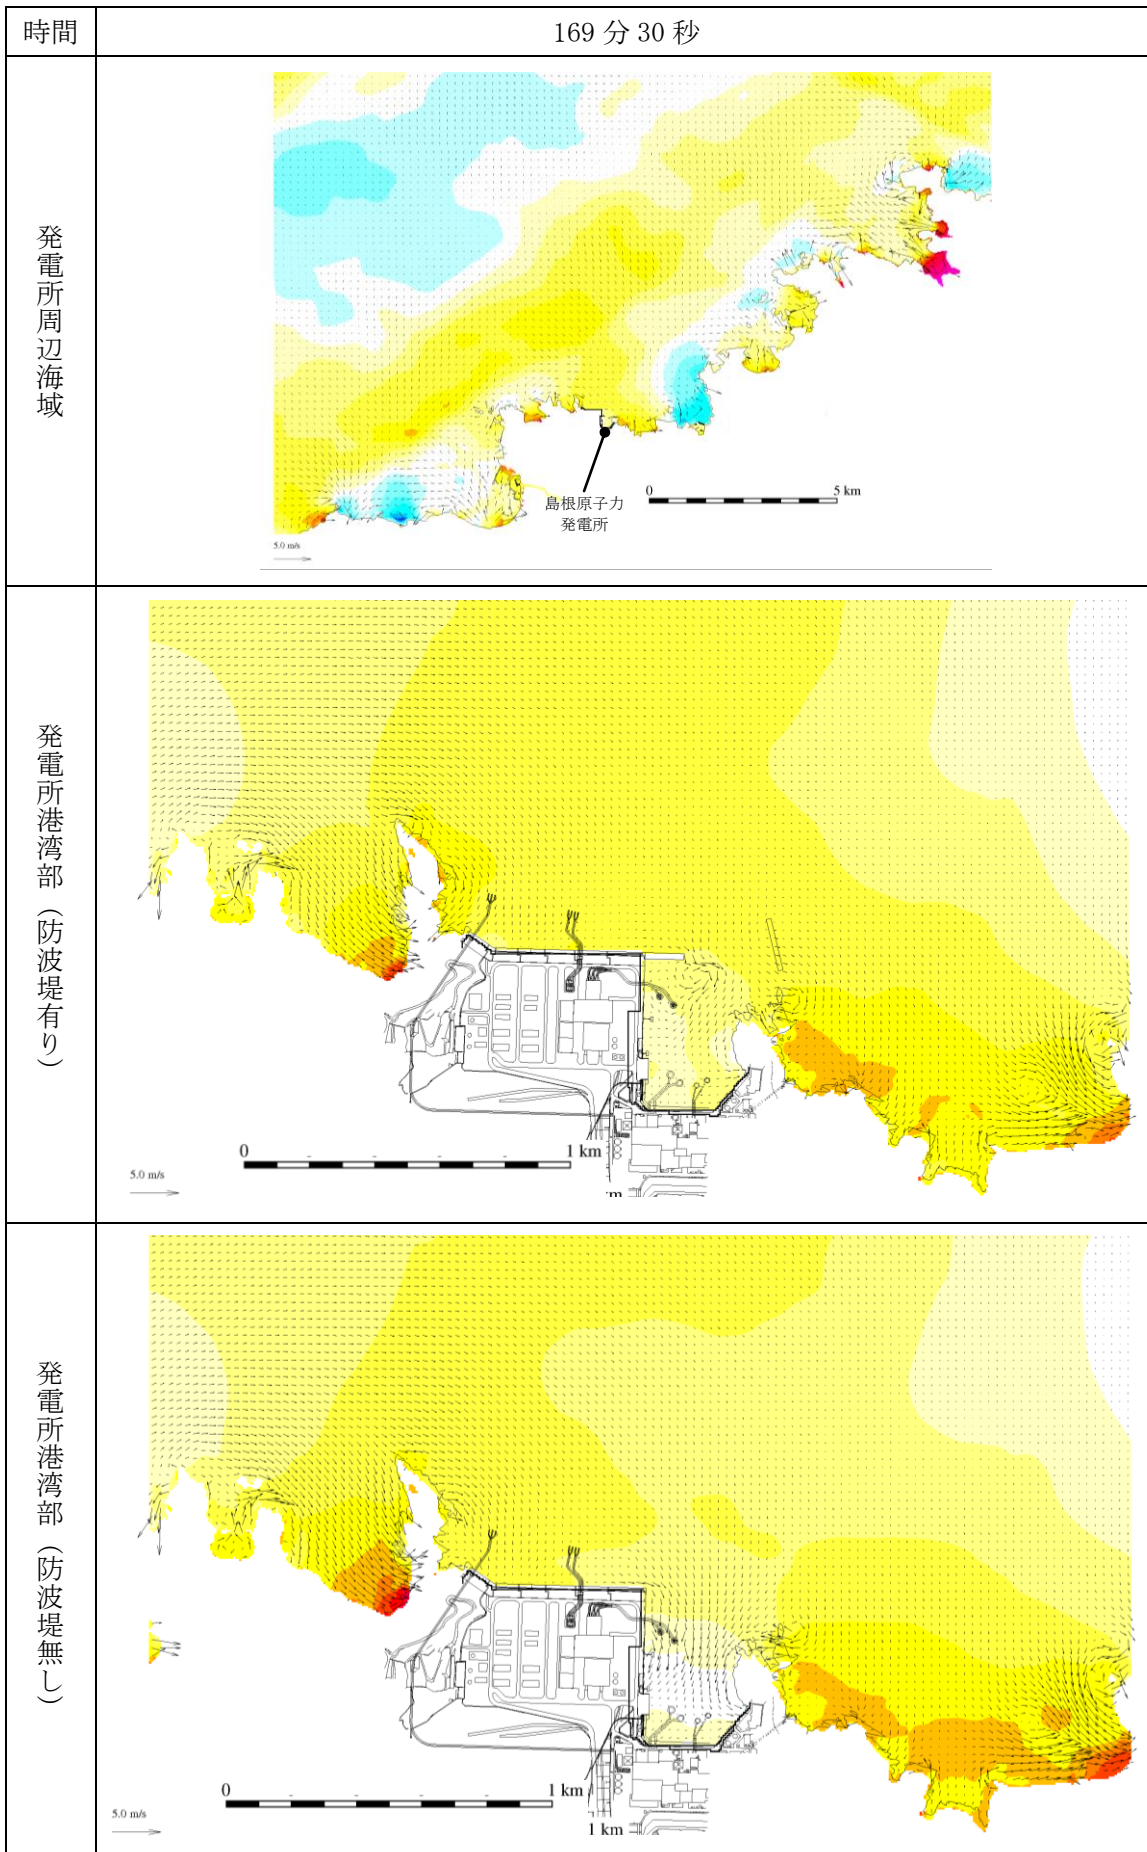 時間
169 分 30 秒
発電所周辺海域
島根原子力
発電所
0
5 km
5.0 m/s
発電所港湾部（防波堤有り）
0
1 km
5.0 m/s
発電所港湾部（防波堤無し）
0
1 km
5.0 m/s
1 km